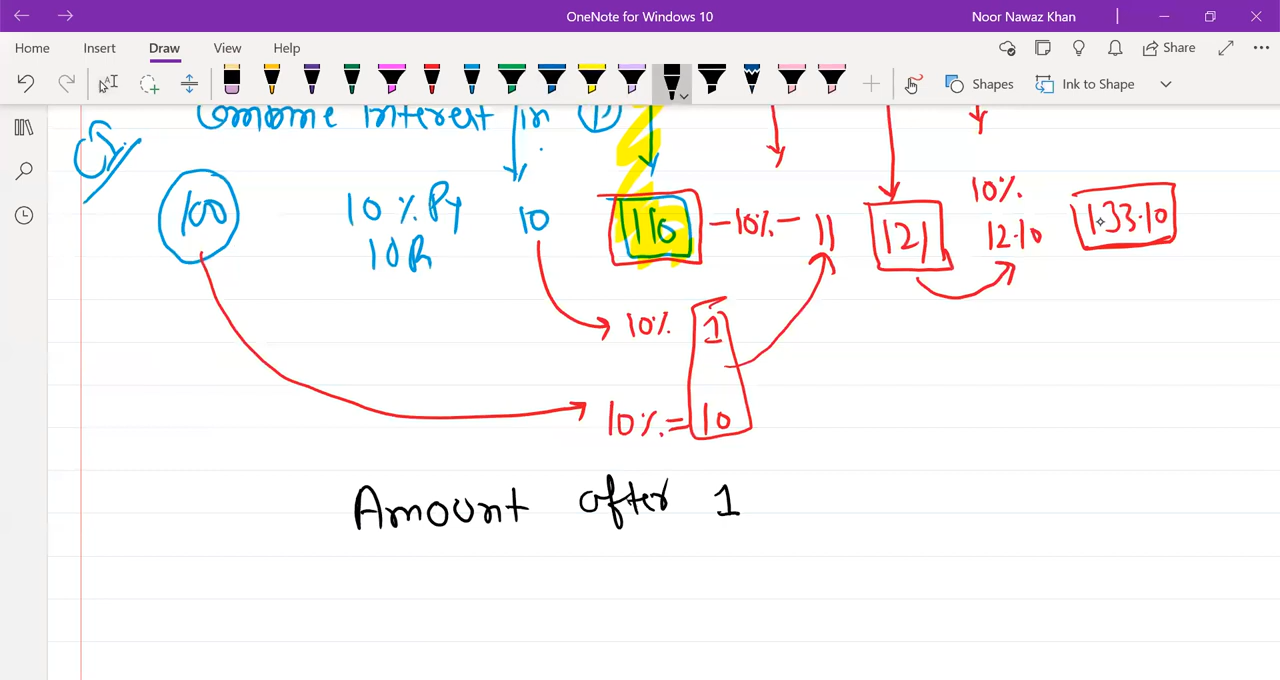 OneNote for Windows 10
Noor Nawaz Khan
Home Insert Draw View Help
Share
Shapes
Ink to Shape
Interest in P
100 10 % Py 10 110 -10%- 11 121 10% 133.10
10 R 12.10
10% 1
10% = 10
Amount after 1